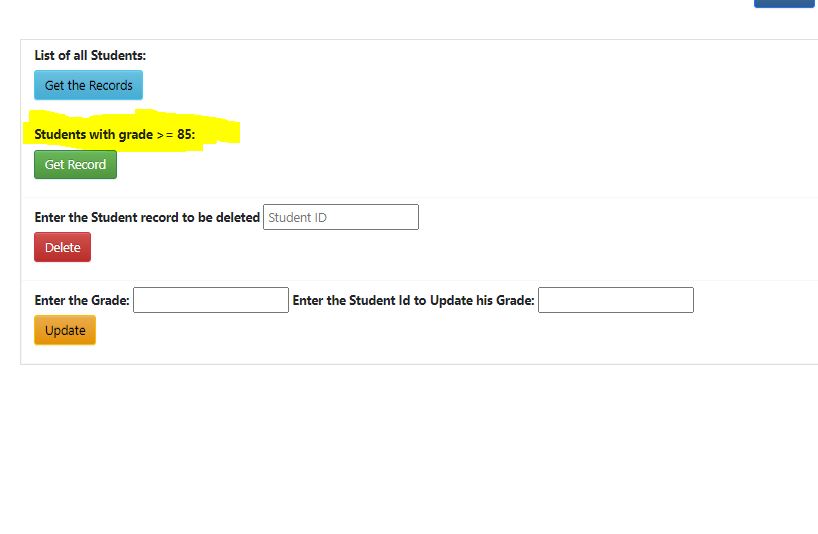 List of all Students:
Get the Records
Students with grade >= 85:
Get Record
Enter the Student record to be deleted Student ID
Delete
Enter the Grade: Enter the Student Id to Update his Grade:
Update